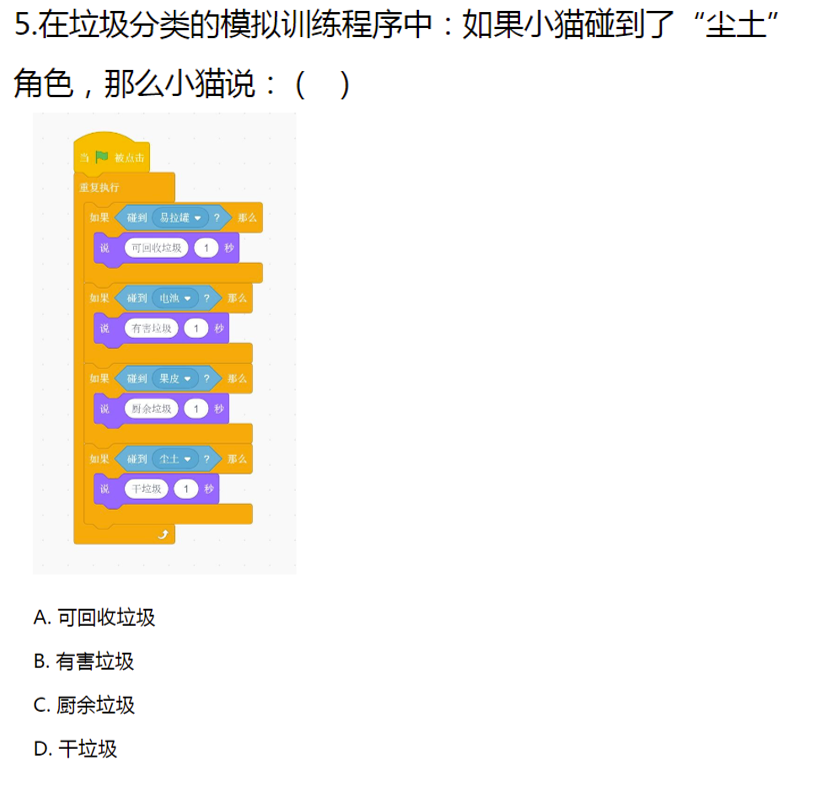 5.在垃圾分类的模拟训练程序中：如果小猫碰到了“尘土”
角色，那么小猫说：( )
当 被点击
重复执行
如果 碰到 易拉罐 ? 那么
说 可回收垃圾 1 秒
如果 碰到 电池 ? 那么
说 有害垃圾 1 秒
如果 碰到 果皮 ? 那么
说 厨余垃圾 1 秒
如果 碰到 尘土 ? 那么
说 干垃圾 1 秒
A. 可回收垃圾
B. 有害垃圾
C. 厨余垃圾
D. 干垃圾